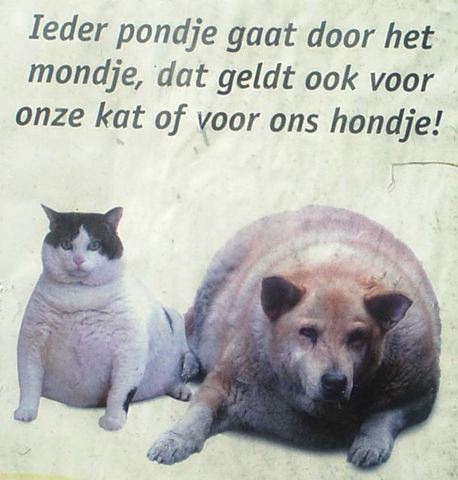 Ieder pondje gaat door het
mondje, dat geldt ook voor
onze kat of voor ons hondje!